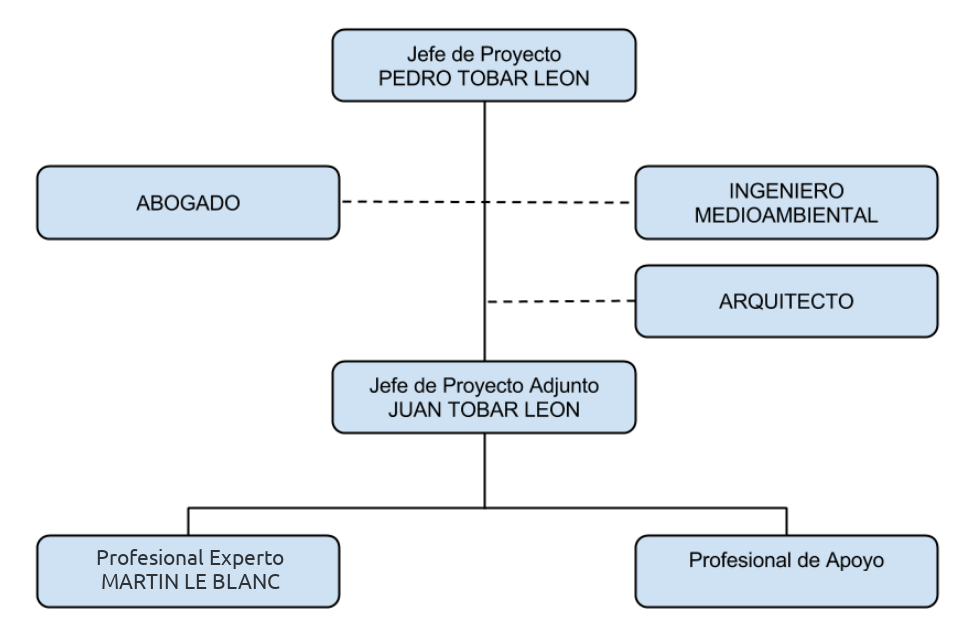 Jefe de Proyecto
PEDRO TOBAR LEON
ABOGADO
INGENIERO
MEDIOAMBIENTAL
ARQUITECTO
Jefe de Proyecto Adjunto
JUAN TOBAR LEON
Profesional Experto
MARTIN LE BLANC
Profesional de Apoyo